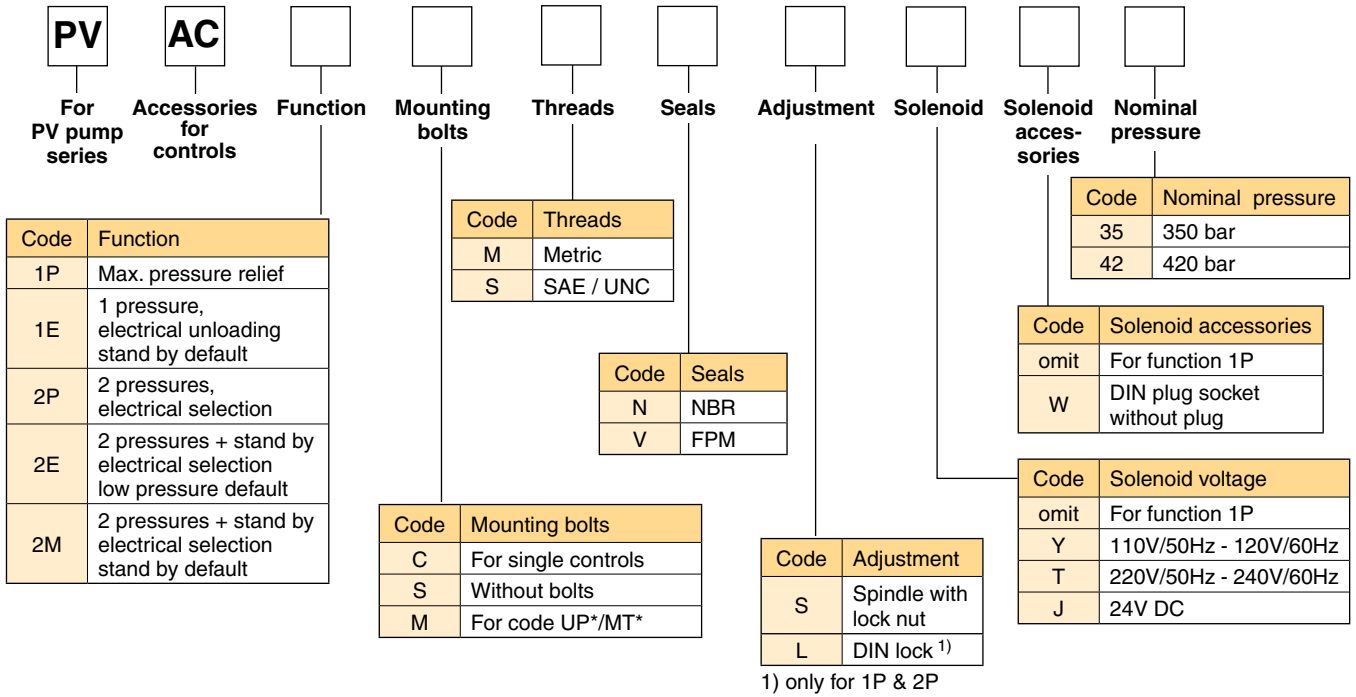 PV AC
For PV pump series
Accessories for controls
Function
Mounting bolts
Threads
Seals
Adjustment
Solenoid
Solenoid acces- sories
Nominal pressure
Code Function
1P Max. pressure relief
1E 1 pressure,
electrical unloading
stand by default
2P 2 pressures,
electrical selection
2E 2 pressures + stand by
electrical selection
low pressure default
2M 2 pressures + stand by
electrical selection
stand by default
Code Mounting bolts
C For single controls
S Without bolts
M For code UP*/MT*
Code Threads
M Metric
S SAE / UNC
Code Seals
N NBR
V FPM
Code Adjustment
S Spindle with
lock nut
L DIN lock 1)
1) only for 1P & 2P
Code Solenoid voltage
omit For function 1P
Y 110V/50Hz - 120V/60Hz
T 220V/50Hz - 240V/60Hz
J 24V DC
Code Solenoid accessories
omit For function 1P
W DIN plug socket
without plug
Code Nominal pressure
35 350 bar
42 420 bar